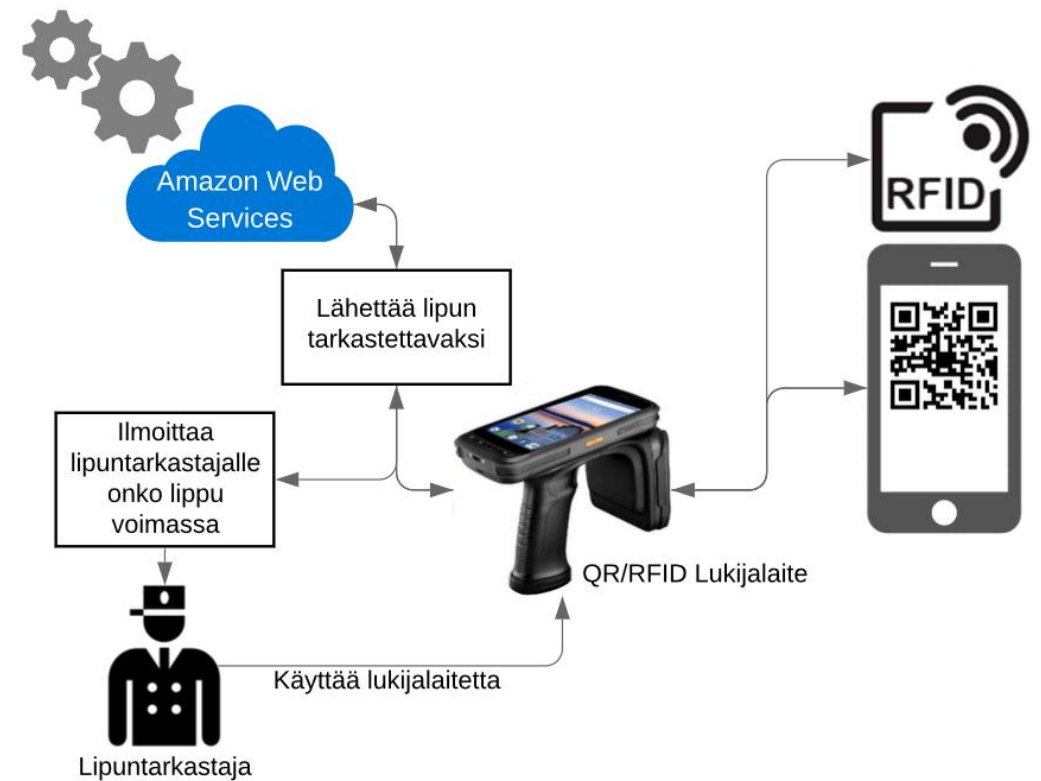 Amazon Web
Services
RFID
Lähettää lipun
tarkastettavaksi
Ilmoittaa
lipuntarkastajalle
onko lippu
voimassa
QR/RFID Lukijalaite
Käyttää lukijalaitetta
Lipuntarkastaja